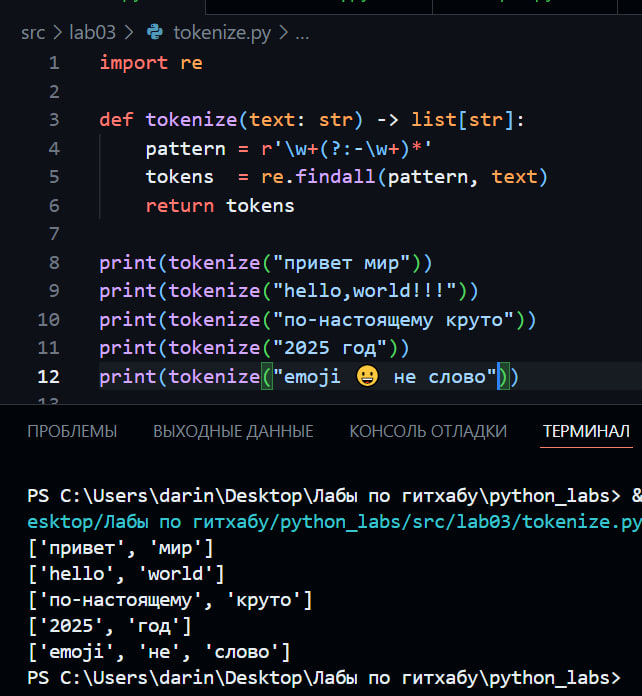 src > lab03 > tokenize.py > ...
1 import re
2
3 def tokenize(text: str) -> list[str]:
4     pattern = r'\w+(?:-\w+)*'
5     tokens  = re.findall(pattern, text)
6     return tokens
7
8 print(tokenize("привет мир"))
9 print(tokenize("hello,world!!!"))
10 print(tokenize("по-настоящему круто"))
11 print(tokenize("2025 год"))
12 print(tokenize("emoji 😀 не слово"))
13
ПРОБЛЕМЫ ВЫХОДНЫЕ ДАННЫЕ КОНСОЛЬ ОТЛАДКИ ТЕРМИНАЛ
PS C:\Users\darin\Desktop\Лабы по гитхабу\python_labs> &
esktop/Лабы по гитхабу/python_labs/src/lab03/tokenize.py
['привет', 'мир']
['hello', 'world']
['по-настоящему', 'круто']
['2025', 'год']
['emoji', 'не', 'слово']
PS C:\Users\darin\Desktop\Лабы по гитхабу\python_labs>